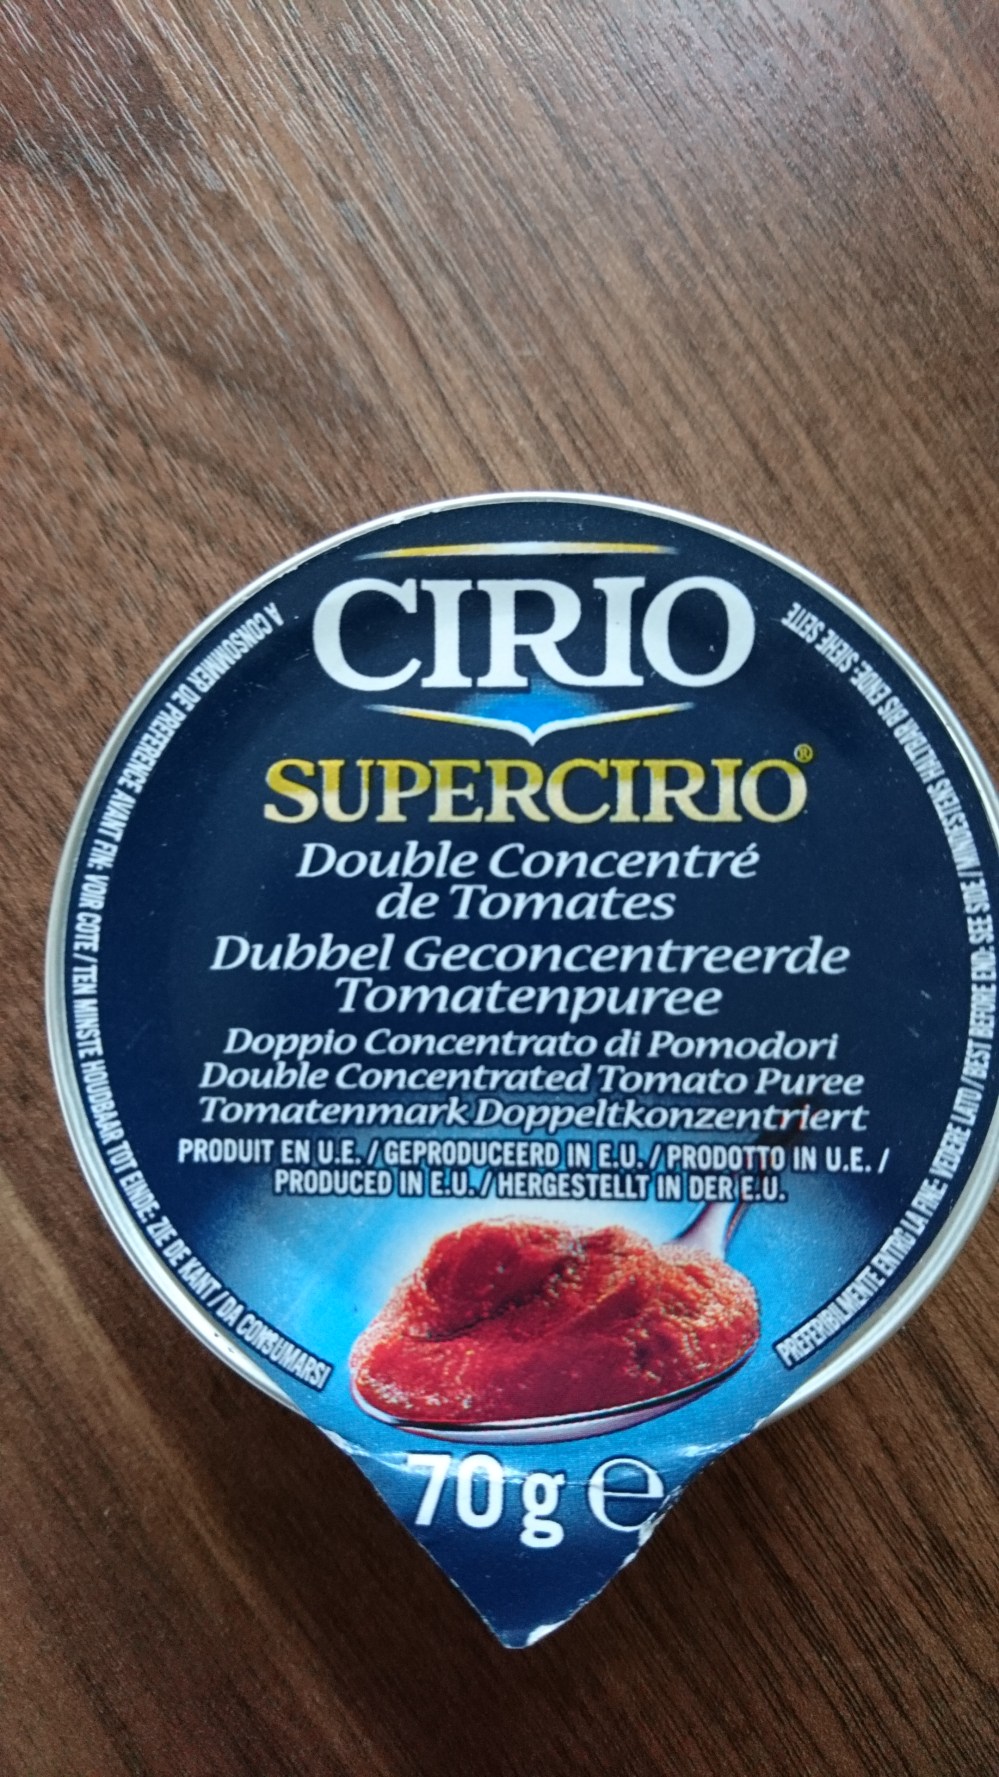 CIRIO
SUPERCIRIO®
Double Concentré
de Tomates
Dubbel Geconcentreerde
Tomatenpuree
Doppio Concentrato di Pomodori
Double Concentrated Tomato Puree
Tomatenmark Doppeltkonzentriert
PRODUIT EN U.E. / GEPRODUCEERD IN E.U. / PRODOTTO IN U.E. /
PRODUCED IN E.U. / HERGESTELLT IN DER E.U.
70 g ℮
A CONSOMMER DE PREFERENCE AVANT FIN: VOIR COTE / TEN MINSTE HOUDBAAR TOT EINDE: ZIE DE KANT / DA CONSUMARSI
PREFERIBILMENTE ENTRO LA FINE: VEDERE LATO / BEST BEFORE END: SEE SIDE / MINDESTENS HALTBAR BIS ENDE: SIEHE SEITE